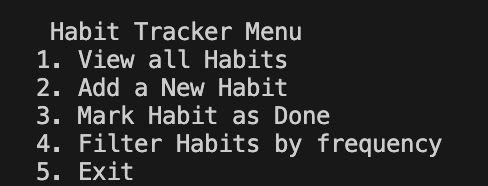 Habit Tracker Menu
1. View all Habits
2. Add a New Habit
3. Mark Habit as Done
4. Filter Habits by frequency
5. Exit